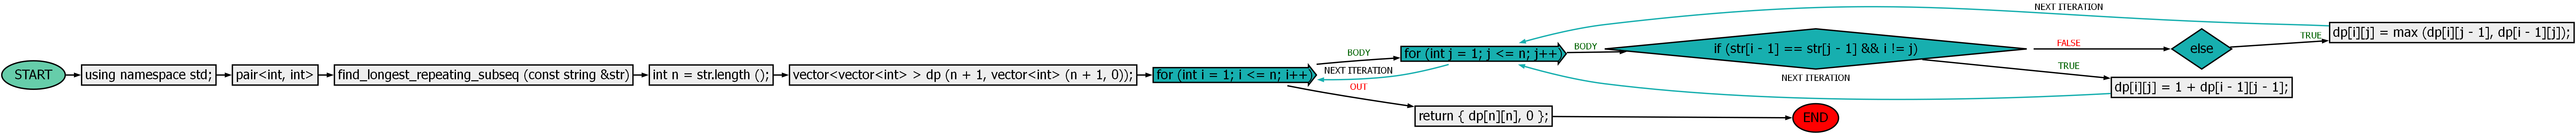 START
using namespace std;
pair<int, int>
find_longest_repeating_subseq (const string &str)
int n = str.length ();
vector<vector<int> > dp (n + 1, vector<int> (n + 1, 0));
for (int i = 1; i <= n; i++)
BODY
NEXT ITERATION
OUT
for (int j = 1; j <= n; j++)
BODY
if (str[i - 1] == str[j - 1] && i != j)
FALSE
else
TRUE
dp[i][j] = max (dp[i][j - 1], dp[i - 1][j]);
NEXT ITERATION
TRUE
dp[i][j] = 1 + dp[i - 1][j - 1];
NEXT ITERATION
return { dp[n][n], 0 };
END